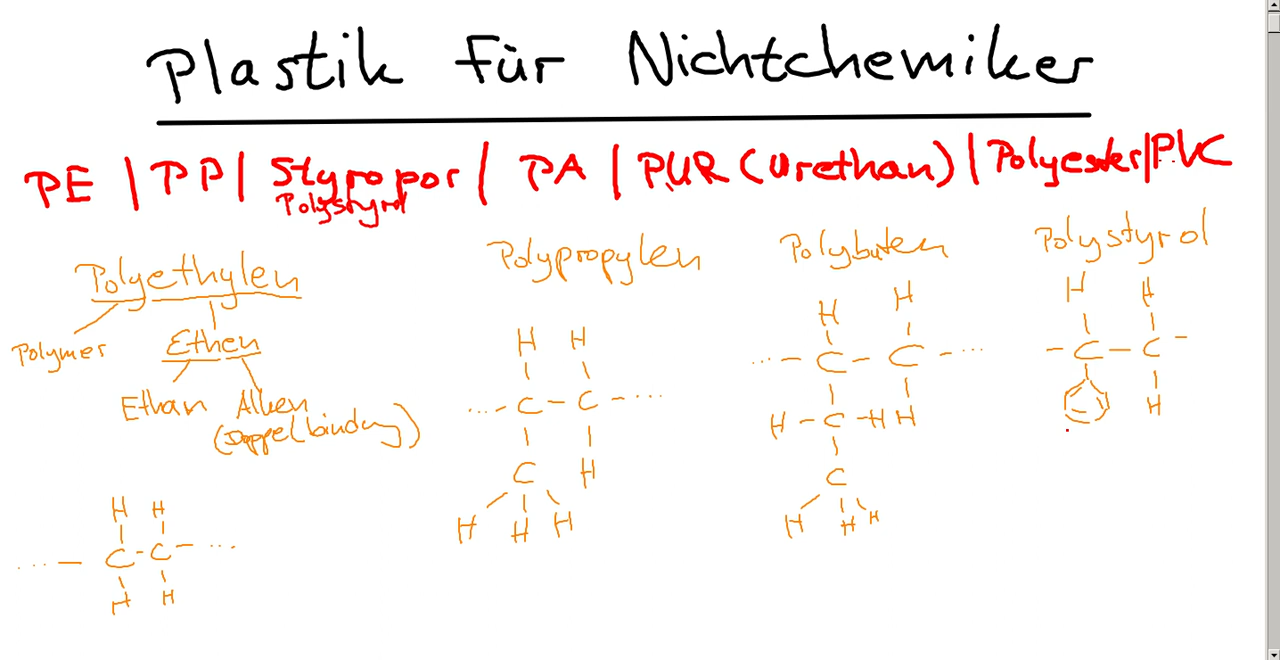 Plastik für Nichtchemiker
PE | PP | Styropor | PA | PUR (Urethan) | Polyester | PVC
Polystyrol
Polyethylen
Polymer
Ethen
Ethan
Alken
(Doppelbindung)
H H
... — C - C - ...
H H
Polypropylen
H H
... - C - C - ...
C H
H H H
Polybuten
H H
... - C - C - ...
H - C - H H
C
H H H
Polystyrol
H H
- C - C -
H